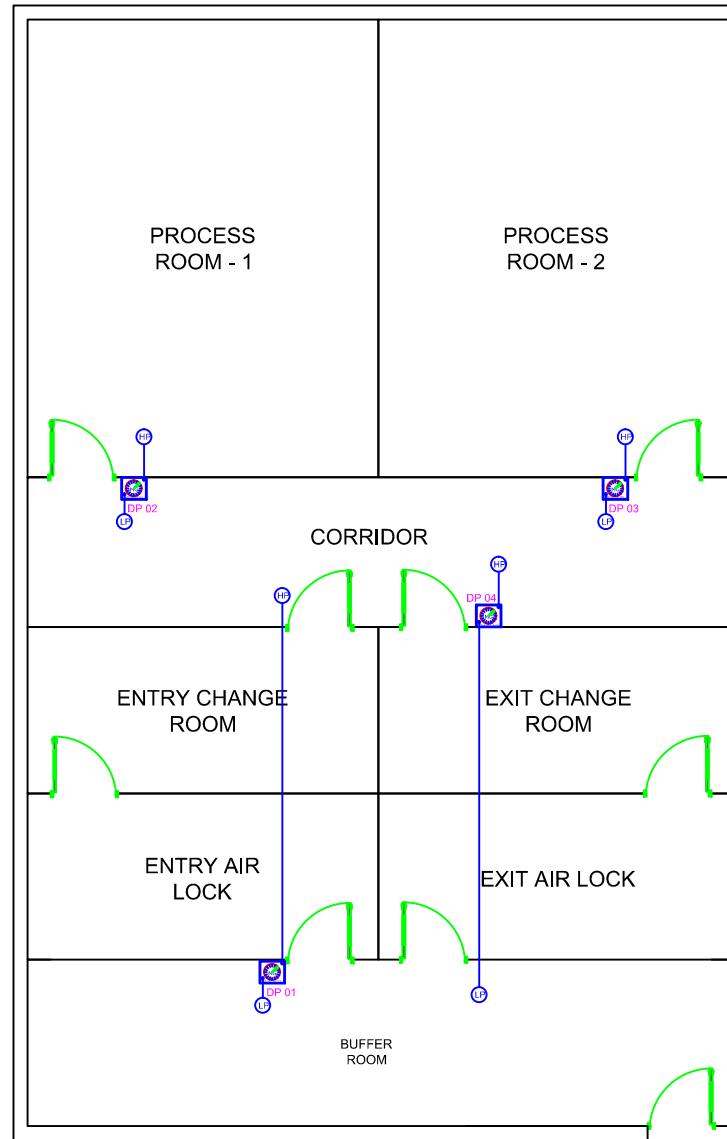 PROCESS
ROOM - 1
PROCESS
ROOM - 2
HP
HP
DP 02
LP
DP 03
LP
CORRIDOR
HP
HP
DP 04
ENTRY CHANGE
ROOM
EXIT CHANGE
ROOM
ENTRY AIR
LOCK
EXIT AIR LOCK
DP 01
LP
LP
BUFFER
ROOM